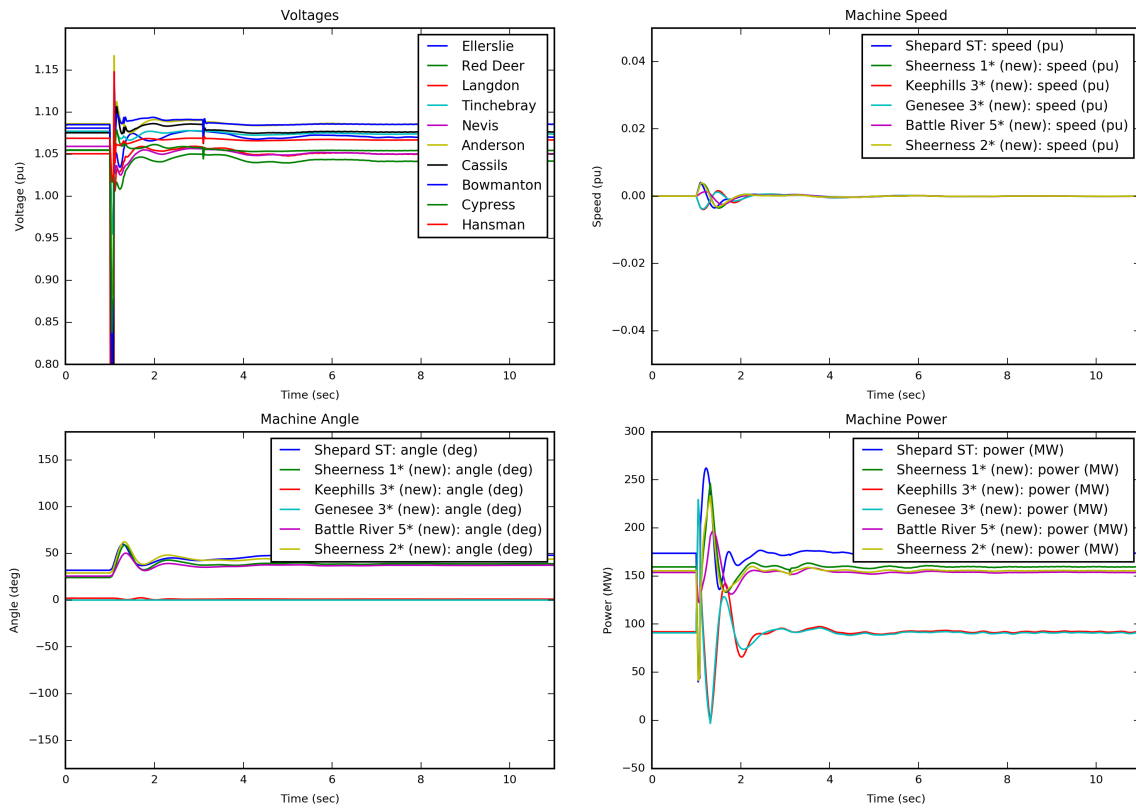 Voltages
1.15
1.10
1.05
1.00
0.95
0.90
0.85
0.80
Voltage (pu)
0 2 4 6 8 10
Time (sec)
Ellerslie
Red Deer
Langdon
Tinchebray
Nevis
Anderson
Cassils
Bowmanton
Cypress
Hansman
Machine Speed
0.04
0.02
0.00
−0.02
−0.04
Speed (pu)
0 2 4 6 8 10
Time (sec)
Shepard ST: speed (pu)
Sheerness 1* (new): speed (pu)
Keephills 3* (new): speed (pu)
Genesee 3* (new): speed (pu)
Battle River 5* (new): speed (pu)
Sheerness 2* (new): speed (pu)
Machine Angle
150
100
50
0
−50
−100
−150
Angle (deg)
0 2 4 6 8 10
Time (sec)
Shepard ST: angle (deg)
Sheerness 1* (new): angle (deg)
Keephills 3* (new): angle (deg)
Genesee 3* (new): angle (deg)
Battle River 5* (new): angle (deg)
Sheerness 2* (new): angle (deg)
Machine Power
300
250
200
150
100
50
0
−50
Power (MW)
0 2 4 6 8 10
Time (sec)
Shepard ST: power (MW)
Sheerness 1* (new): power (MW)
Keephills 3* (new): power (MW)
Genesee 3* (new): power (MW)
Battle River 5* (new): power (MW)
Sheerness 2* (new): power (MW)